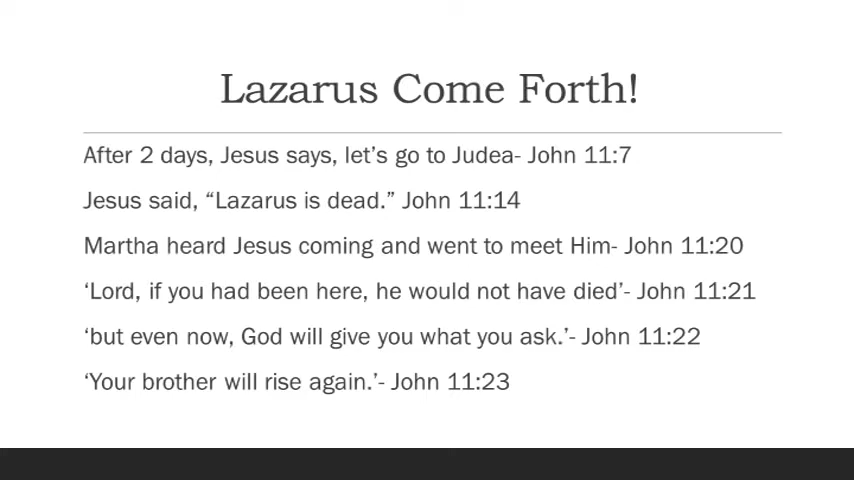 Lazarus Come Forth!
After 2 days, Jesus says, let’s go to Judea- John 11:7
Jesus said, “Lazarus is dead.” John 11:14
Martha heard Jesus coming and went to meet Him- John 11:20
‘Lord, if you had been here, he would not have died’- John 11:21
‘but even now, God will give you what you ask.’- John 11:22
‘Your brother will rise again.’- John 11:23